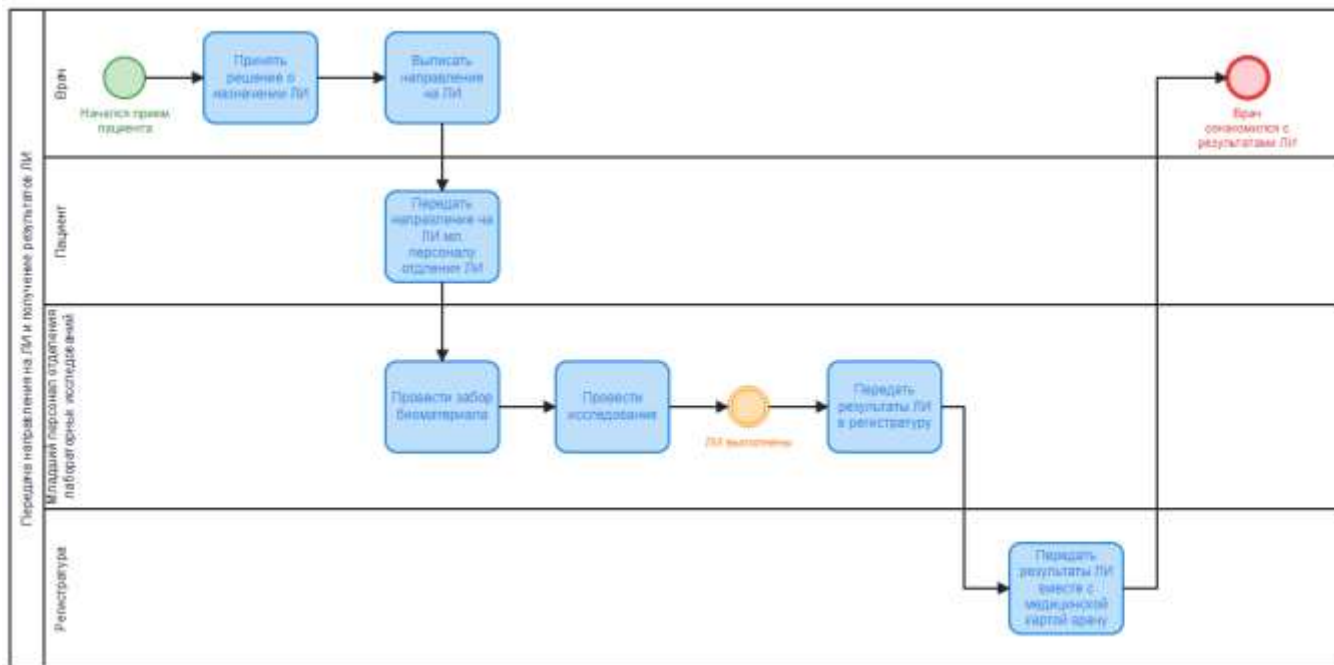 Передача направления на ЛИ и получение результатов ЛИ
Врач
Начался прием
пациента
Принять
решение о
назначении ЛИ
Выписать
направление
на ЛИ
Врач
ознакомился с
результатами ЛИ
Пациент
Передать
направление на
ЛИ мл.
персоналу
отдления ЛИ
Младший персонал отделения
лабораторных исследований
Провести забор
биоматериала
Провести
исследование
ЛИ выполнены
Передать
результаты ЛИ
в регистратуру
Регистратура
Передать
результаты ЛИ
вместе с
медицинской
картой врачу